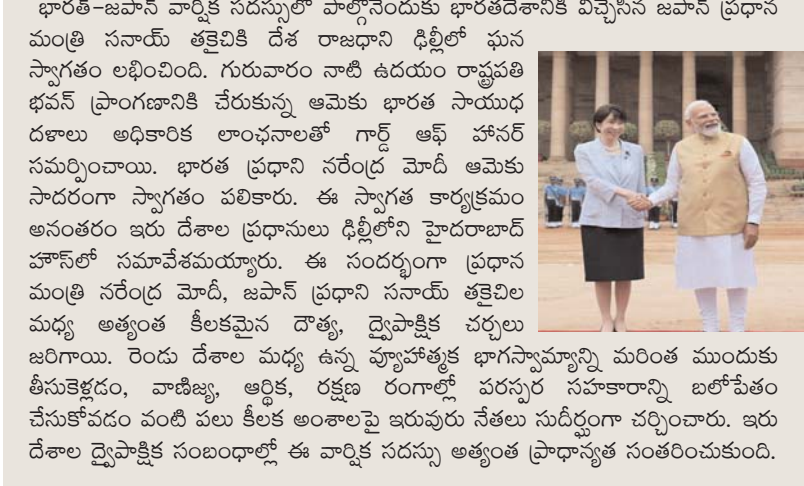 భారత–జపాన్ వార్షిక సదస్సులో పాల్గొనేందుకు భారతదేశానికి విచ్చేసిన జపాన్ ప్రధాన
మంత్రి సనాయ్ తకైచికి దేశ రాజధాని ఢిల్లీలో ఘన
స్వాగతం లభించింది. గురువారం నాటి ఉదయం రాష్ట్రపతి
భవన్ ప్రాంగణానికి చేరుకున్న ఆమెకు భారత సాయుధ
దళాలు అధికారిక లాంఛనాలతో గార్డ్ ఆఫ్ హానర్
సమర్పించాయి. భారత ప్రధాని నరేంద్ర మోదీ ఆమెకు
సాదరంగా స్వాగతం పలికారు. ఈ స్వాగత కార్యక్రమం
అనంతరం ఇరు దేశాల ప్రధానులు ఢిల్లీలోని హైదరాబాద్
హౌస్‌లో సమావేశమయ్యారు. ఈ సందర్భంగా ప్రధాన
మంత్రి నరేంద్ర మోదీ, జపాన్ ప్రధాని సనాయ్ తకైచిల
మధ్య అత్యంత కీలకమైన దౌత్య, ద్వైపాక్షిక చర్చలు
జరిగాయి. రెండు దేశాల మధ్య ఉన్న వ్యూహాత్మక భాగస్వామ్యాన్ని మరింత ముందుకు
తీసుకెళ్లడం, వాణిజ్య, ఆర్థిక, రక్షణ రంగాల్లో పరస్పర సహకారాన్ని బలోపేతం
చేసుకోవడం వంటి పలు కీలక అంశాలపై ఇరువురు నేతలు సుదీర్ఘంగా చర్చించారు. ఇరు
దేశాల ద్వైపాక్షిక సంబంధాల్లో ఈ వార్షిక సదస్సు అత్యంత ప్రాధాన్యత సంతరించుకుంది.